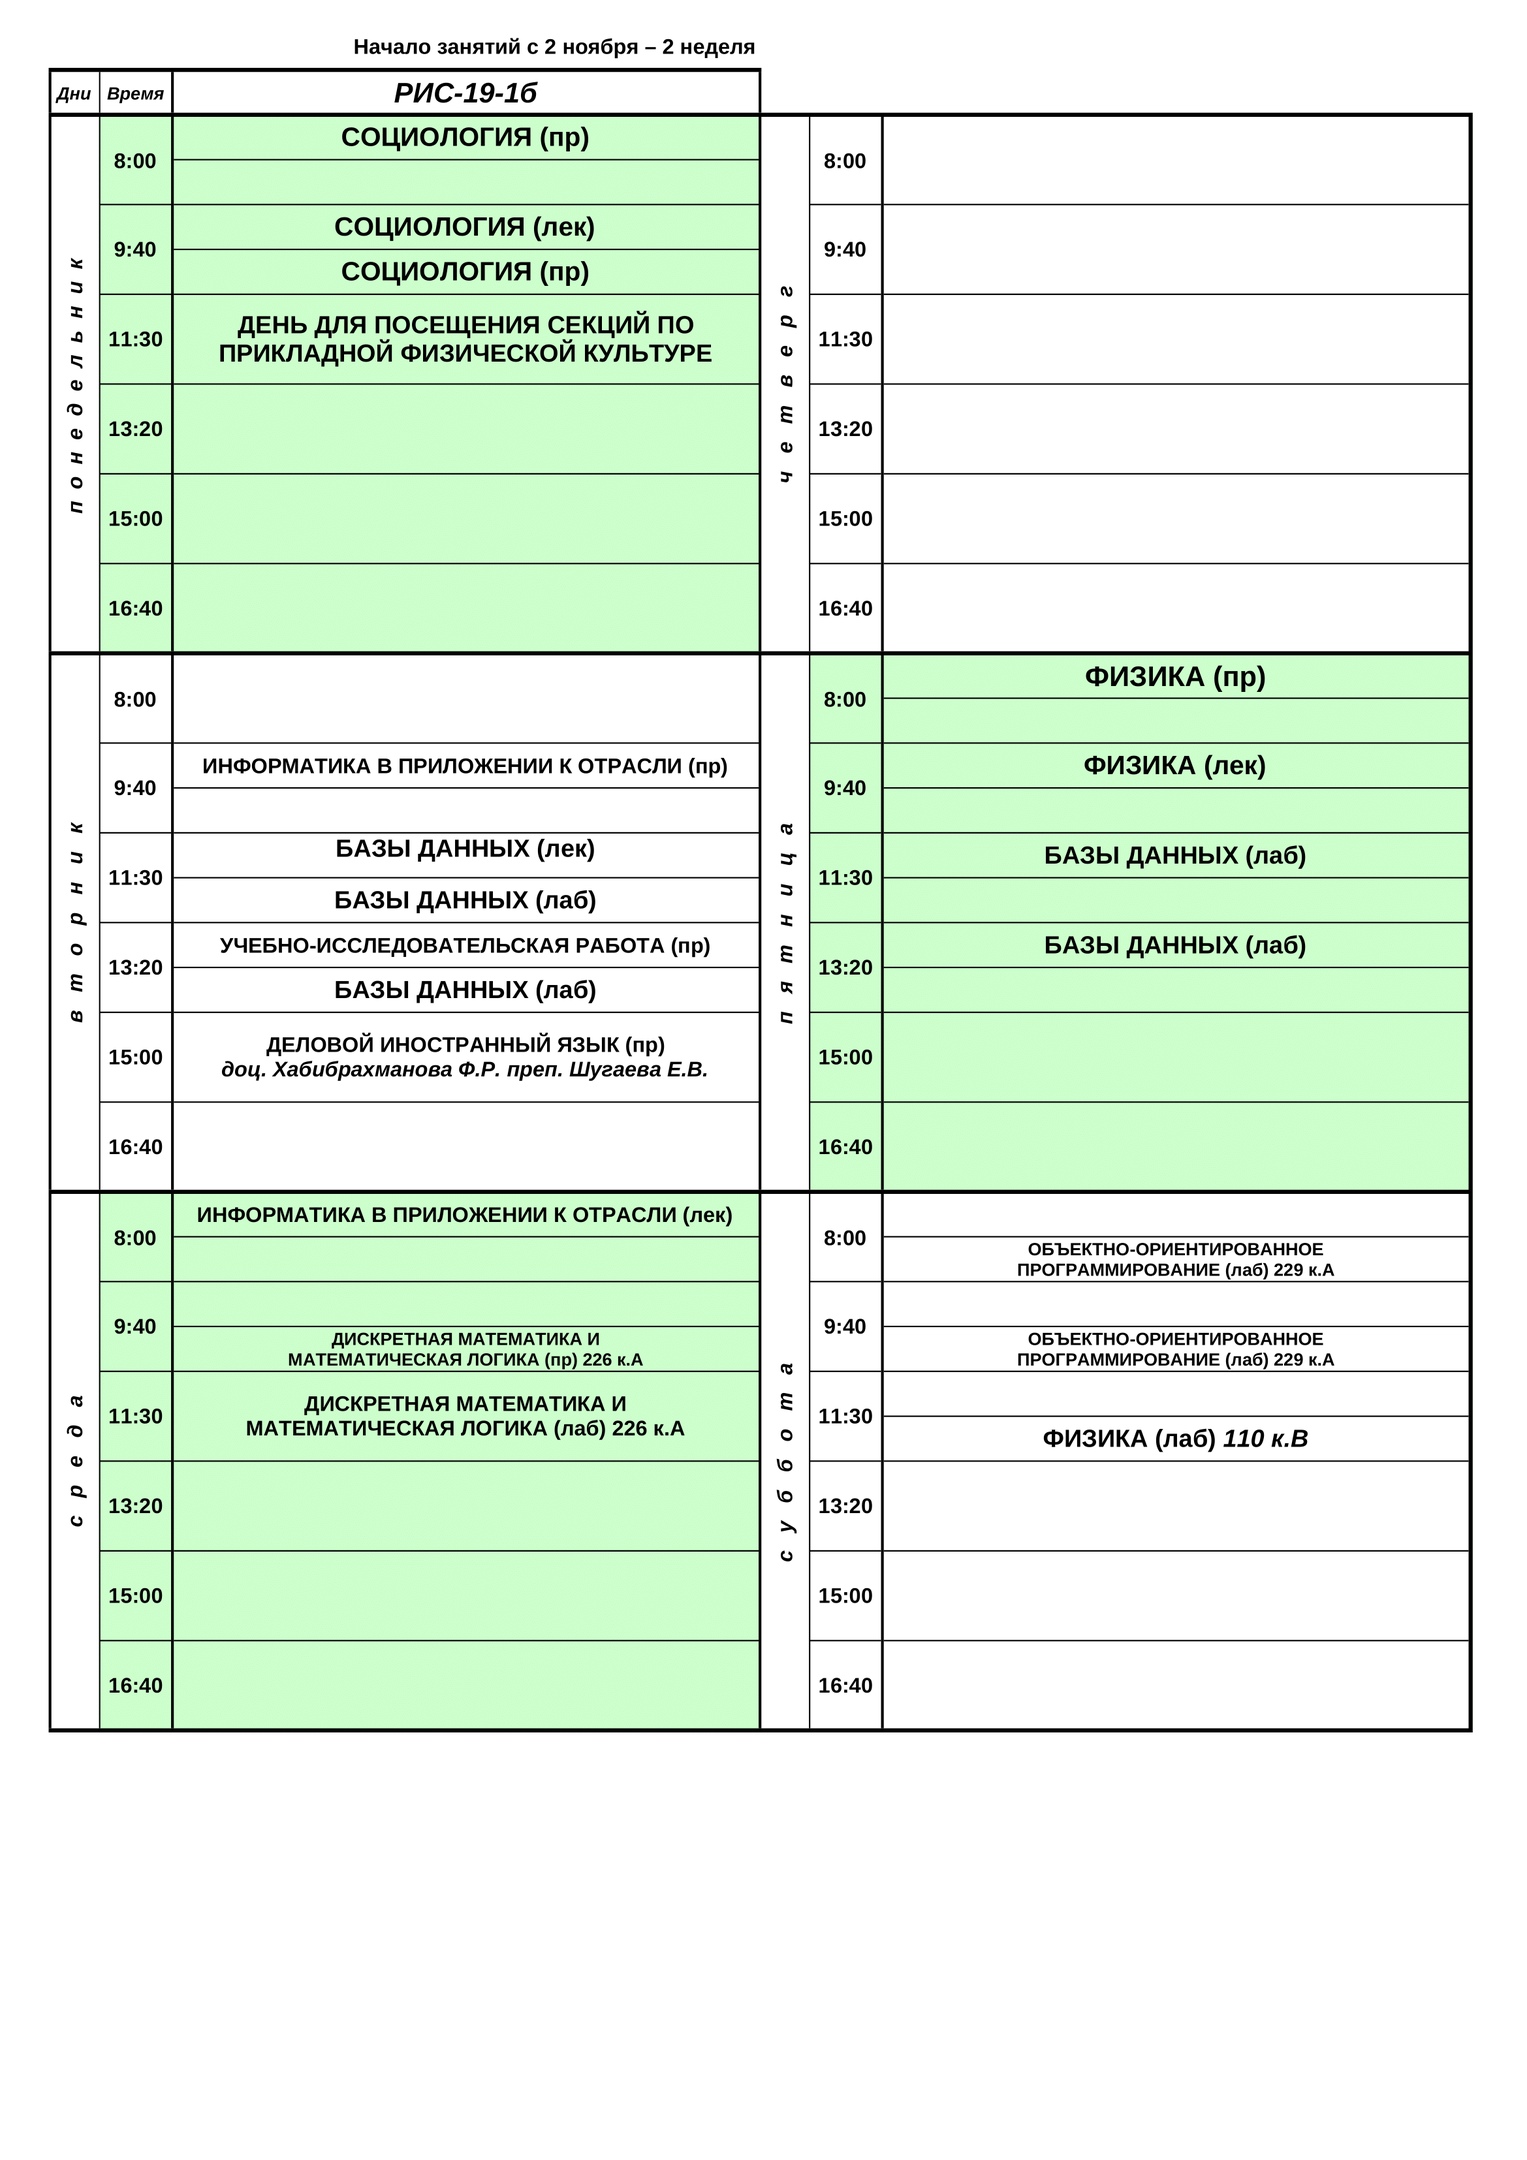 Начало занятий с 2 ноября – 2 неделя
Дни Время РИС-19-1б
понедельник
8:00
СОЦИОЛОГИЯ (пр)
9:40
СОЦИОЛОГИЯ (лек)
СОЦИОЛОГИЯ (пр)
11:30
ДЕНЬ ДЛЯ ПОСЕЩЕНИЯ СЕКЦИЙ ПО
ПРИКЛАДНОЙ ФИЗИЧЕСКОЙ КУЛЬТУРЕ
13:20
15:00
16:40
вторник
8:00
9:40
ИНФОРМАТИКА В ПРИЛОЖЕНИИ К ОТРАСЛИ (пр)
11:30
БАЗЫ ДАННЫХ (лек)
БАЗЫ ДАННЫХ (лаб)
13:20
УЧЕБНО-ИССЛЕДОВАТЕЛЬСКАЯ РАБОТА (пр)
БАЗЫ ДАННЫХ (лаб)
15:00
ДЕЛОВОЙ ИНОСТРАННЫЙ ЯЗЫК (пр)
доц. Хабибрахманова Ф.Р. преп. Шугаева Е.В.
16:40
среда
8:00
ИНФОРМАТИКА В ПРИЛОЖЕНИИ К ОТРАСЛИ (лек)
9:40
ДИСКРЕТНАЯ МАТЕМАТИКА И
МАТЕМАТИЧЕСКАЯ ЛОГИКА (пр) 226 к.А
11:30
ДИСКРЕТНАЯ МАТЕМАТИКА И
МАТЕМАТИЧЕСКАЯ ЛОГИКА (лаб) 226 к.А
13:20
15:00
16:40
четверг
8:00
9:40
11:30
13:20
15:00
16:40
пятница
8:00
ФИЗИКА (пр)
9:40
ФИЗИКА (лек)
11:30
БАЗЫ ДАННЫХ (лаб)
13:20
БАЗЫ ДАННЫХ (лаб)
15:00
16:40
суббота
8:00
ОБЪЕКТНО-ОРИЕНТИРОВАННОЕ
ПРОГРАММИРОВАНИЕ (лаб) 229 к.А
9:40
ОБЪЕКТНО-ОРИЕНТИРОВАННОЕ
ПРОГРАММИРОВАНИЕ (лаб) 229 к.А
11:30
ФИЗИКА (лаб) 110 к.В
13:20
15:00
16:40